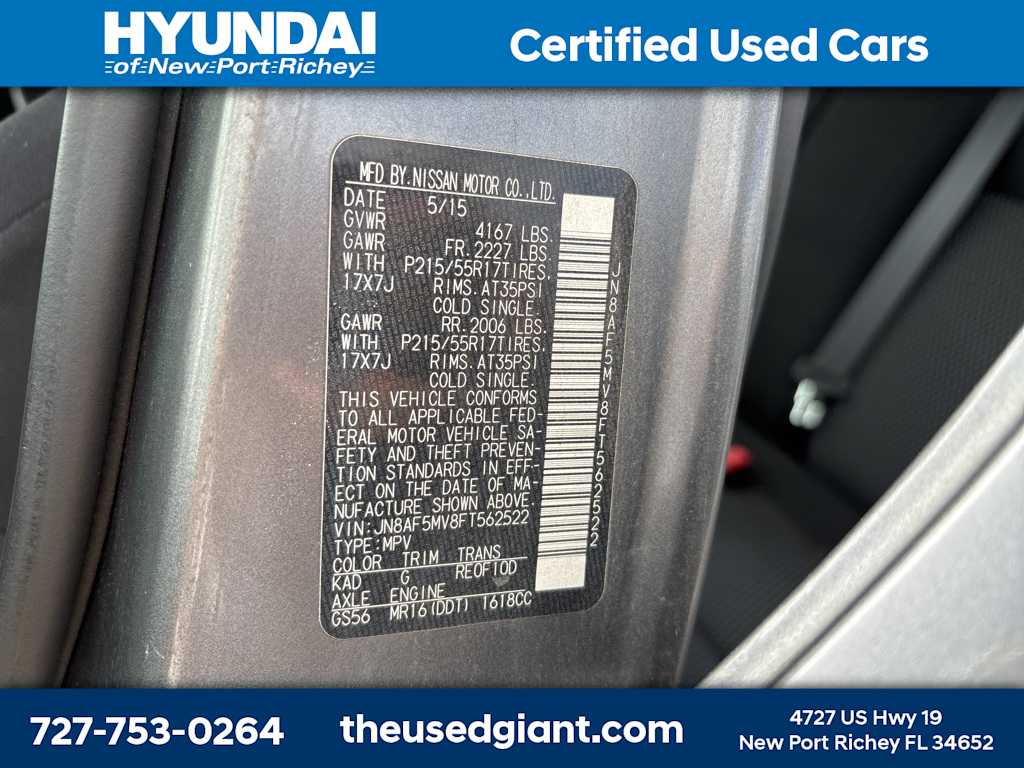 HYUNDAI
of New Port Richey
Certified Used Cars
MFD BY.NISSAN MOTOR CO.,LTD.
DATE 5/15
GVWR 4167 LBS.
GAWR FR.2227 LBS.
WITH P215/55R17TIRES,
17X7J RIMS.AT35PSI
COLD SINGLE.
GAWR RR.2006 LBS.
WITH P215/55R17TIRES,
17X7J RIMS.AT35PSI
COLD SINGLE.
THIS VEHICLE CONFORMS
TO ALL APPLICABLE FED-
ERAL MOTOR VEHICLE SA-
FETY AND THEFT PREVEN-
TION STANDARDS IN EFF-
ECT ON THE DATE OF MA-
NUFACTURE SHOWN ABOVE.
VIN:JN8AF5MV8FT562522
TYPE:MPV
COLOR TRIM TRANS
KAD G RE0F10D
AXLE ENGINE
GS56 MR16(DDT) 1618CC
JN8AF5MV8FT562522
727-753-0264
theusedgiant.com
4727 US Hwy 19
New Port Richey FL 34652